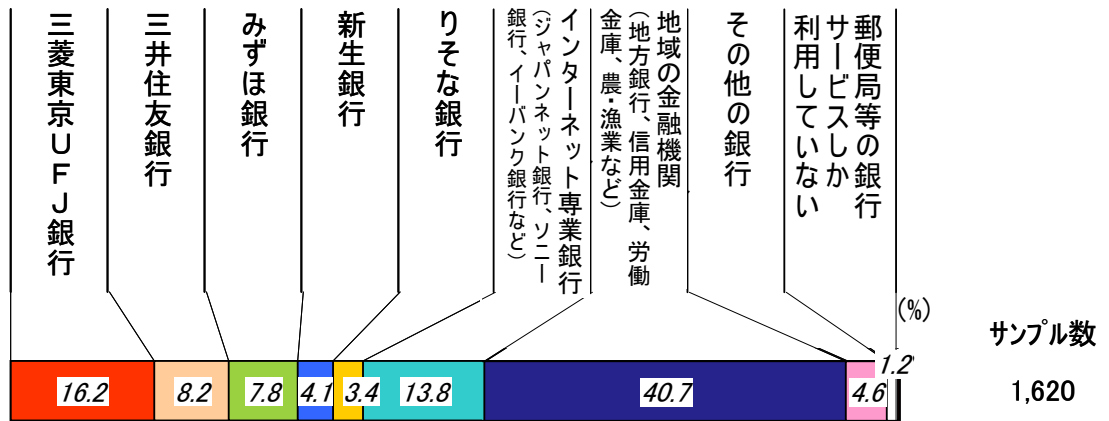 三菱東京UFJ銀行
三井住友銀行
みずほ銀行
新生銀行
りそな銀行
インターネット専業銀行
(ジャパンネット銀行、ソニー
銀行、イーバンク銀行など)
地域の金融機関
(地方銀行、信用金庫、労働
金庫、農・漁業など)
その他の銀行
郵便局等の銀行
サービスしか
利用していない
(%)
サンプル数
16.2
8.2
7.8
4.1
3.4
13.8
40.7
4.6
1.2
1,620